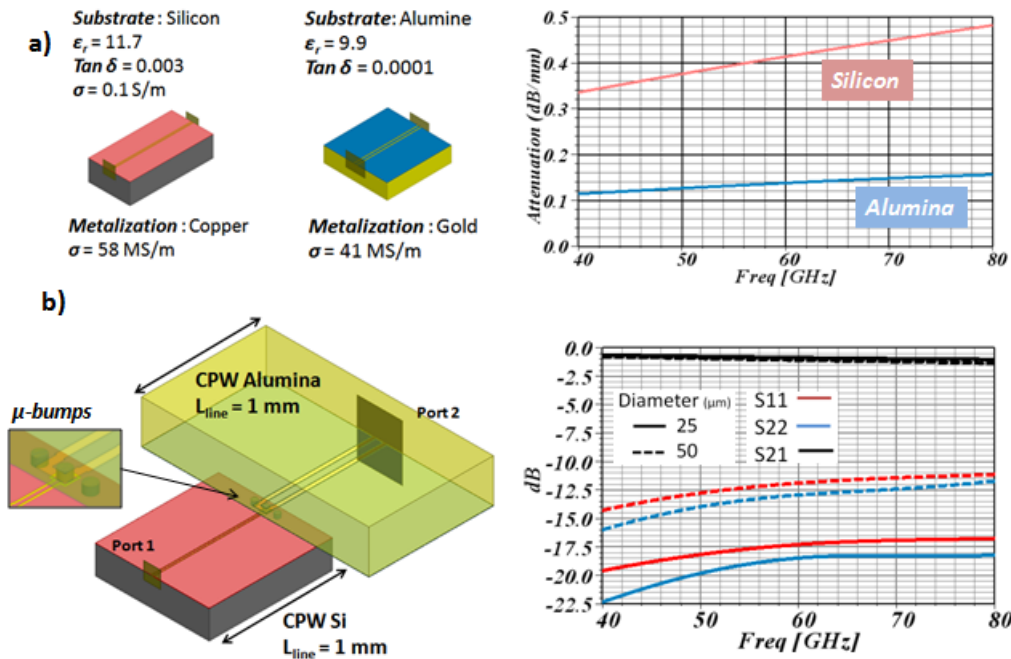 a)
Substrate: Silicon
εr = 11.7
Tan δ = 0.003
σ = 0.1 S/m
Metalization: Copper
σ = 58 MS/m
Substrate: Alumine
εr = 9.9
Tan δ = 0.0001
Metalization: Gold
σ = 41 MS/m
Attenuation (dB/mm)
0.5
0.4
0.3
0.2
0.1
0.0
Silicon
Alumina
40 50 60 70 80
Freq [GHz]
b)
μ-bumps
CPW Alumina
Lline = 1 mm
Port 2
Port 1
CPW Si
Lline = 1 mm
dB
0.0
-2.5
-5.0
-7.5
-10.0
-12.5
-15.0
-17.5
-20.0
-22.5
Diameter (μm)
25
50
S11
S22
S21
40 50 60 70 80
Freq [GHz]